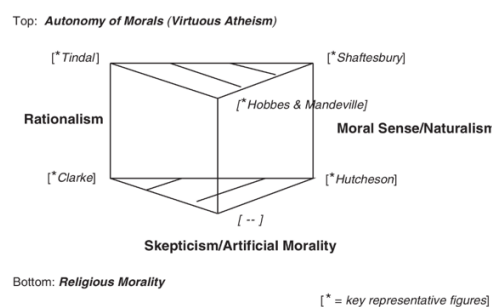 Top: Autonomy of Morals (Virtuous Atheism)
[*Tindal]
[*Shaftesbury]
[*Hobbes & Mandeville]
Rationalism
Moral Sense/Naturalism
[*Clarke]
[*Hutcheson]
[ -- ]
Skepticism/Artificial Morality
Bottom: Religious Morality
[* = key representative figures]